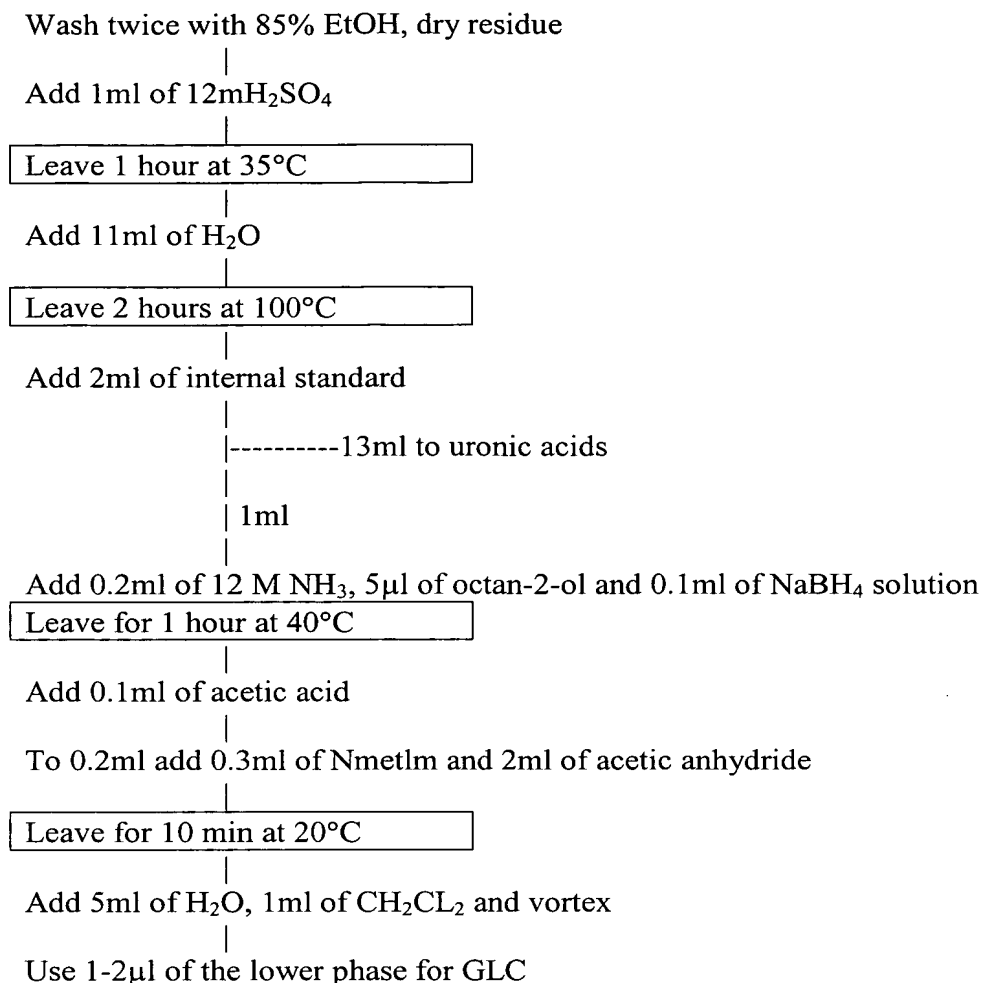 Wash twice with 85% EtOH, dry residue
Add 1ml of 12mH₂SO₄
Leave 1 hour at 35°C
Add 11ml of H₂O
Leave 2 hours at 100°C
Add 2ml of internal standard
|----------13ml to uronic acids
| 1ml
Add 0.2ml of 12 M NH₃, 5µl of octan-2-ol and 0.1ml of NaBH₄ solution
Leave for 1 hour at 40°C
Add 0.1ml of acetic acid
To 0.2ml add 0.3ml of Nmetlm and 2ml of acetic anhydride
Leave for 10 min at 20°C
Add 5ml of H₂O, 1ml of CH₂CL₂ and vortex
Use 1-2µl of the lower phase for GLC